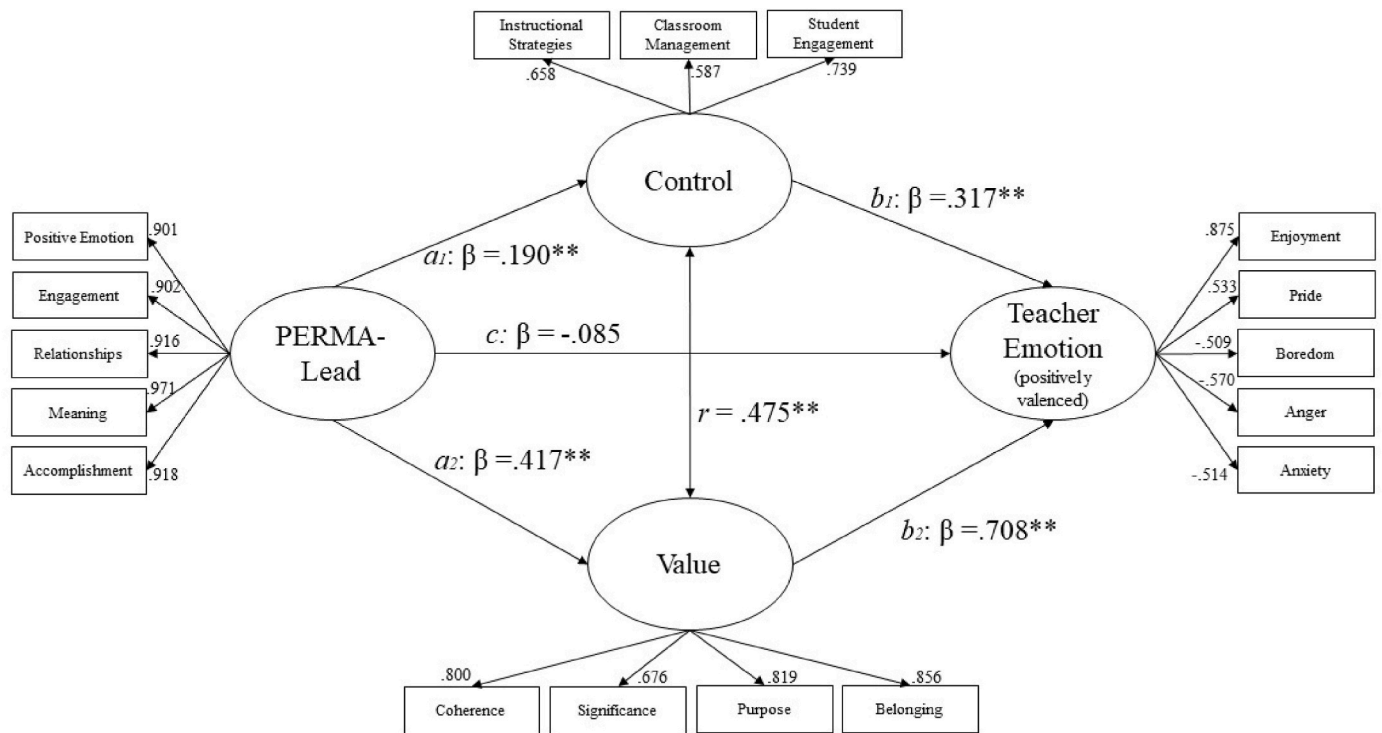 Instructional
Strategies
Classroom
Management
Student
Engagement
.658
.587
.739
Control
Positive Emotion
Engagement
Relationships
Meaning
Accomplishment
.901
.902
.916
.971
.918
PERMA-
Lead
a1: β =.190**
b1: β =.317**
c: β = -.085
r = .475**
a2: β =.417**
b2: β =.708**
Teacher
Emotion
(positively
valenced)
.875
.533
-.509
-.570
-.514
Enjoyment
Pride
Boredom
Anger
Anxiety
Value
.800
.676
.819
.856
Coherence
Significance
Purpose
Belonging